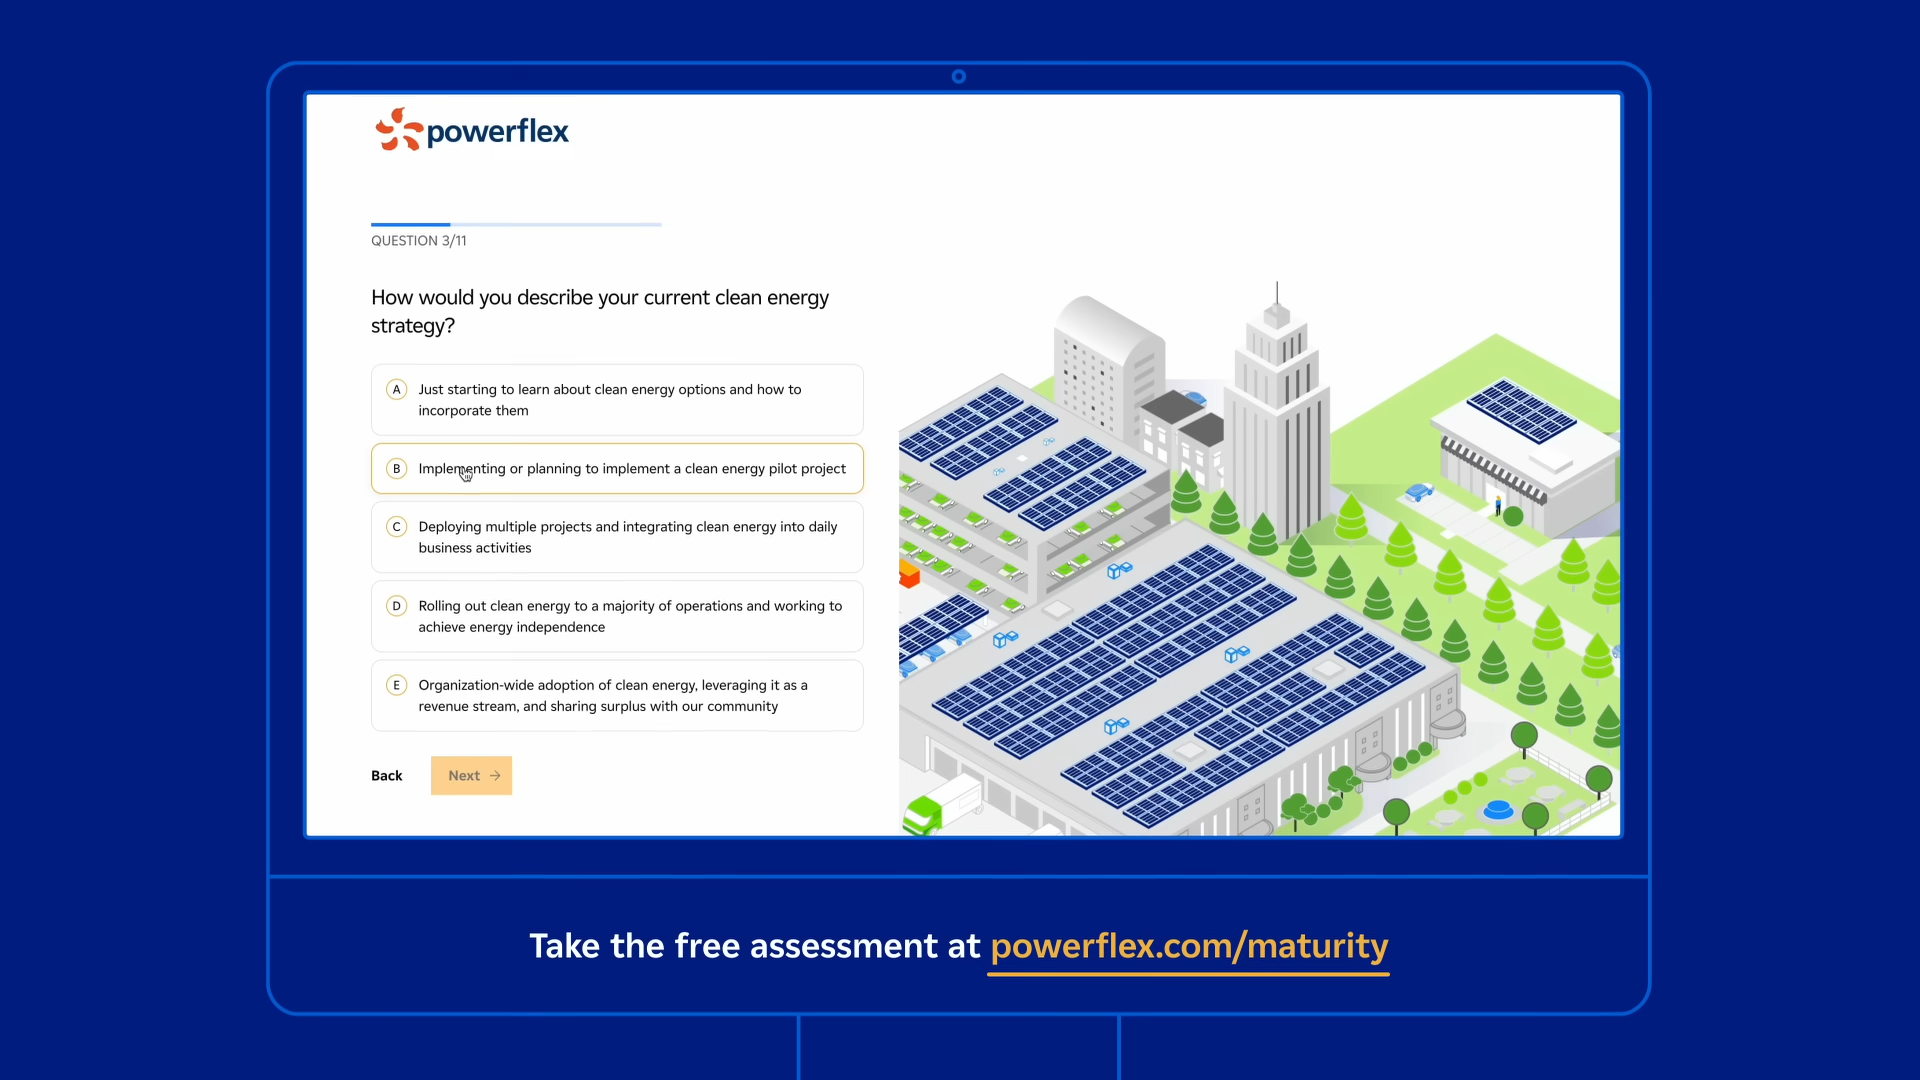 powerflex
QUESTION 3/11
How would you describe your current clean energy
strategy?
A Just starting to learn about clean energy options and how to
incorporate them
B Implementing or planning to implement a clean energy pilot project
C Deploying multiple projects and integrating clean energy into daily
business activities
D Rolling out clean energy to a majority of operations and working to
achieve energy independence
E Organization-wide adoption of clean energy, leveraging it as a
revenue stream, and sharing surplus with our community
Back Next →
Take the free assessment at powerflex.com/maturity